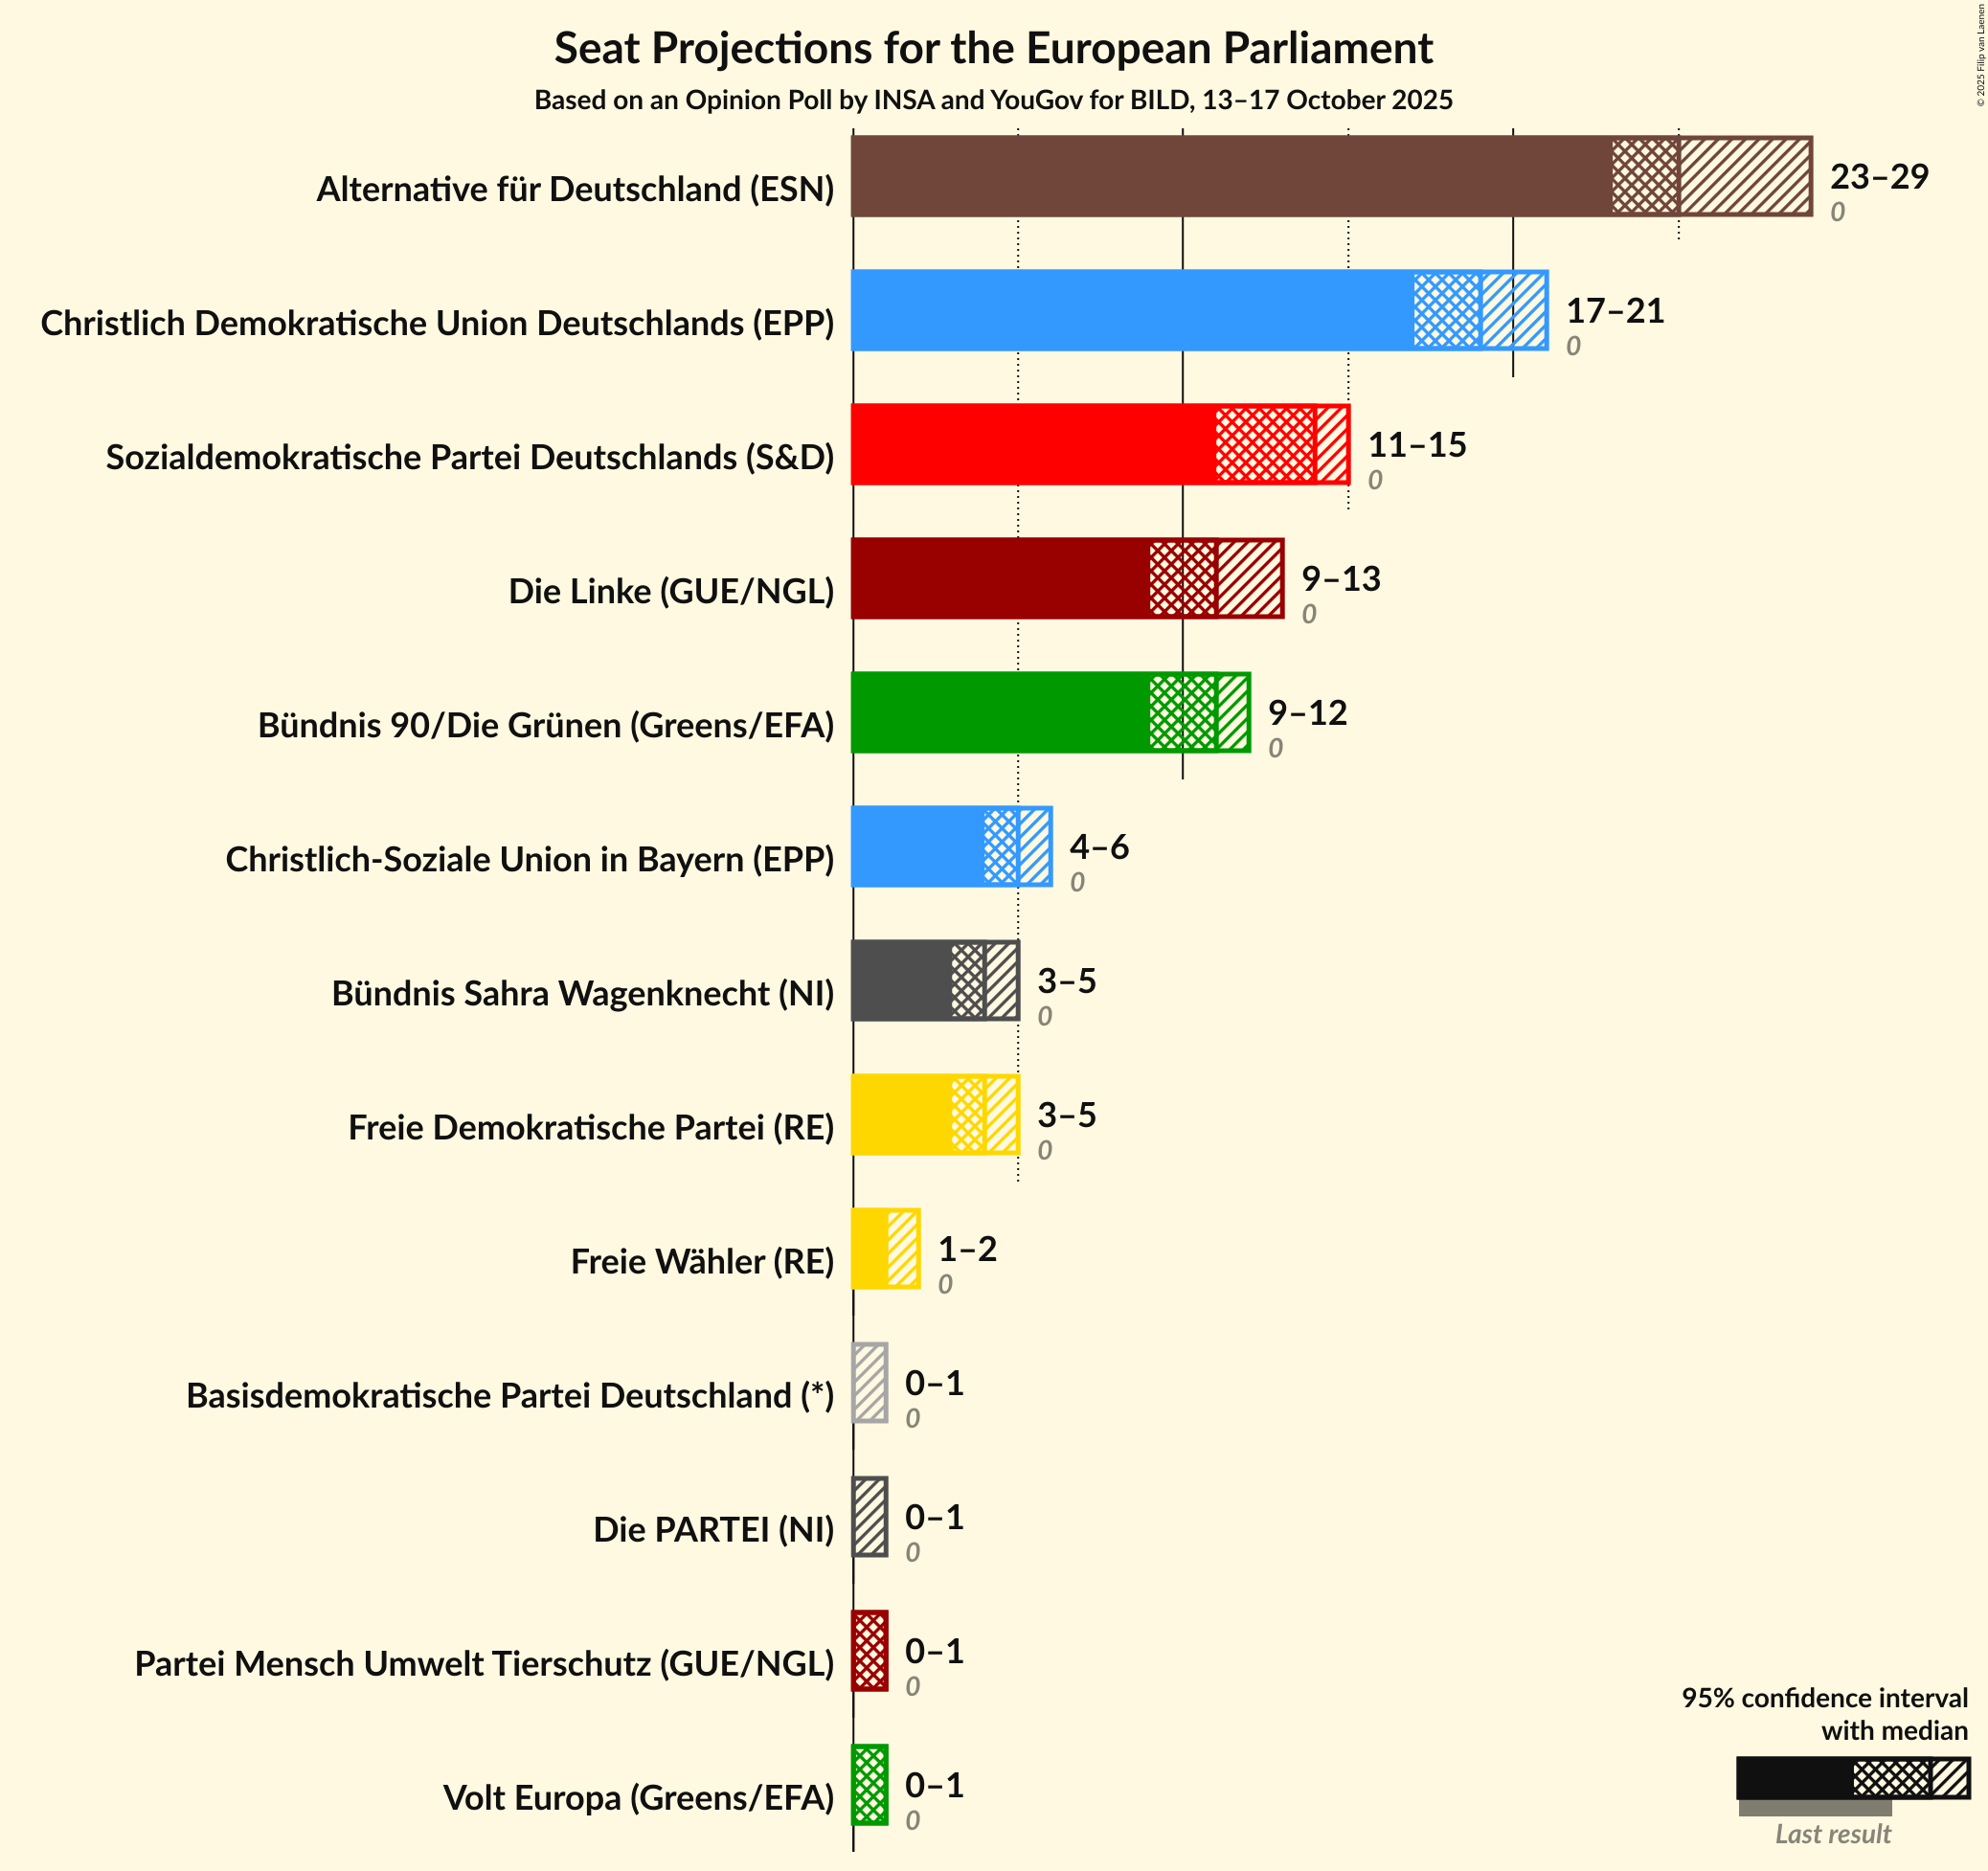 Seat Projections for the European Parliament
Based on an Opinion Poll by INSA and YouGov for BILD, 13–17 October 2025
© 2025 Filip van Laenen
Alternative für Deutschland (ESN)
23–29
0
Christlich Demokratische Union Deutschlands (EPP)
17–21
0
Sozialdemokratische Partei Deutschlands (S&D)
11–15
0
Die Linke (GUE/NGL)
9–13
0
Bündnis 90/Die Grünen (Greens/EFA)
9–12
0
Christlich-Soziale Union in Bayern (EPP)
4–6
0
Bündnis Sahra Wagenknecht (NI)
3–5
0
Freie Demokratische Partei (RE)
3–5
0
Freie Wähler (RE)
1–2
0
Basisdemokratische Partei Deutschland (*)
0–1
0
Die PARTEI (NI)
0–1
0
Partei Mensch Umwelt Tierschutz (GUE/NGL)
0–1
0
Volt Europa (Greens/EFA)
0–1
0
95% confidence interval
with median
Last result